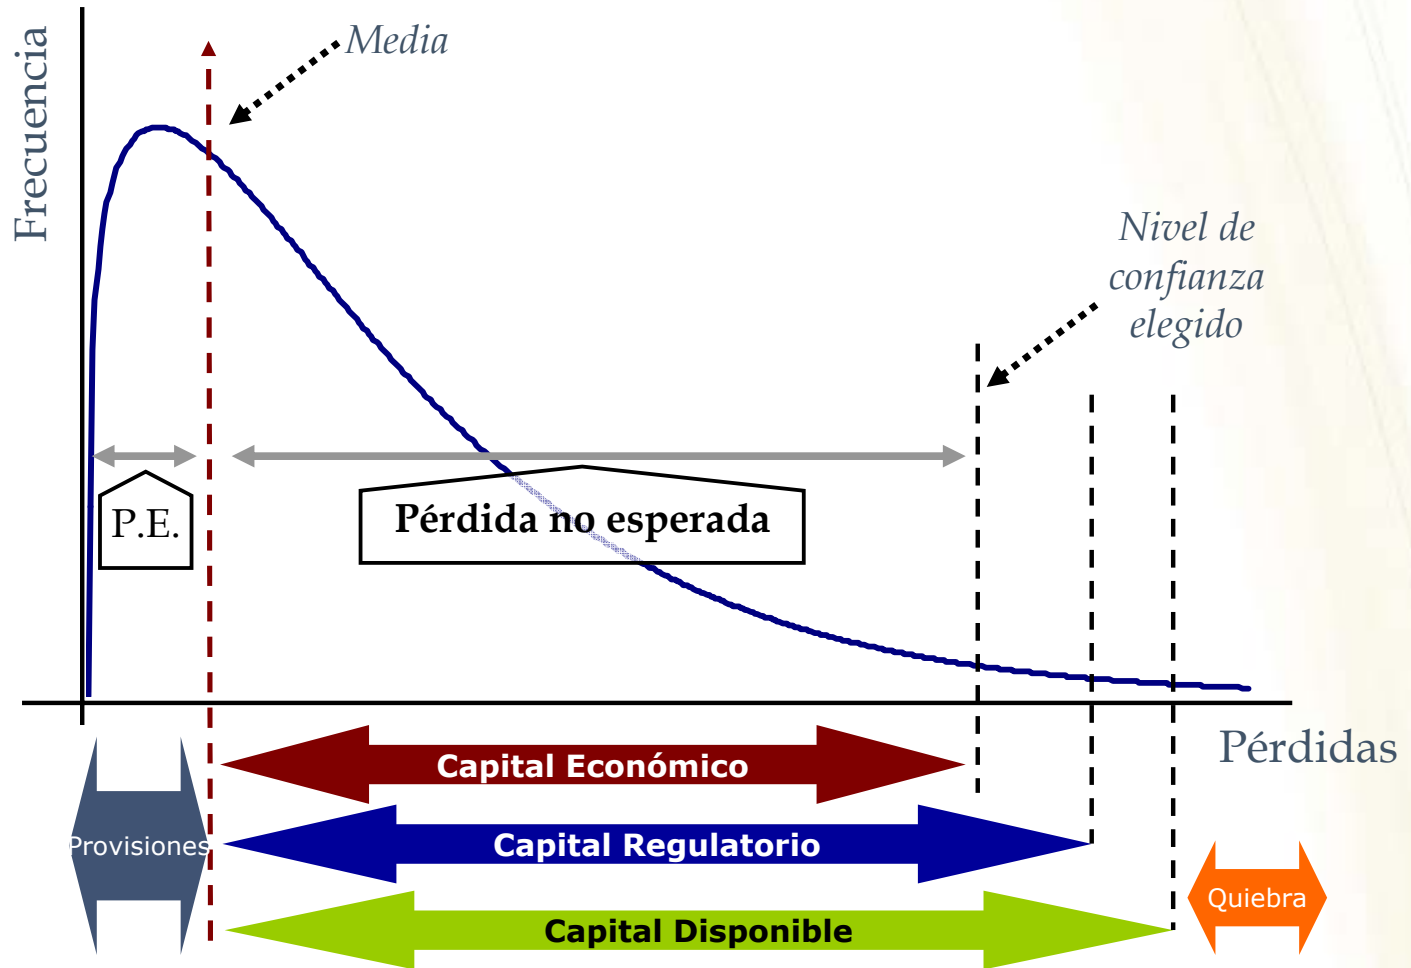 Frecuencia
Media
Nivel de
confianza
elegido
P.E.
Pérdida no esperada
Pérdidas
Capital Económico
Provisiones
Capital Regulatorio
Quiebra
Capital Disponible